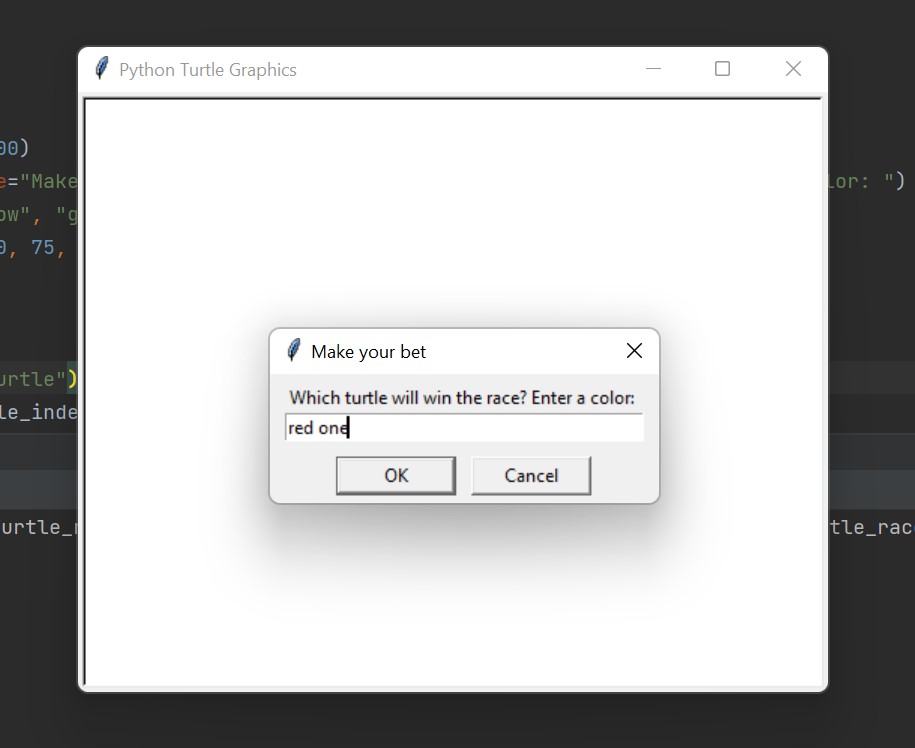 Python Turtle Graphics
00)
e="Make
lor: ")
ow", "g
0, 75,
Make your bet
urtle")
Which turtle will win the race? Enter a color:
le_inde
red one
OK
Cancel
urtle_r
tle_rac